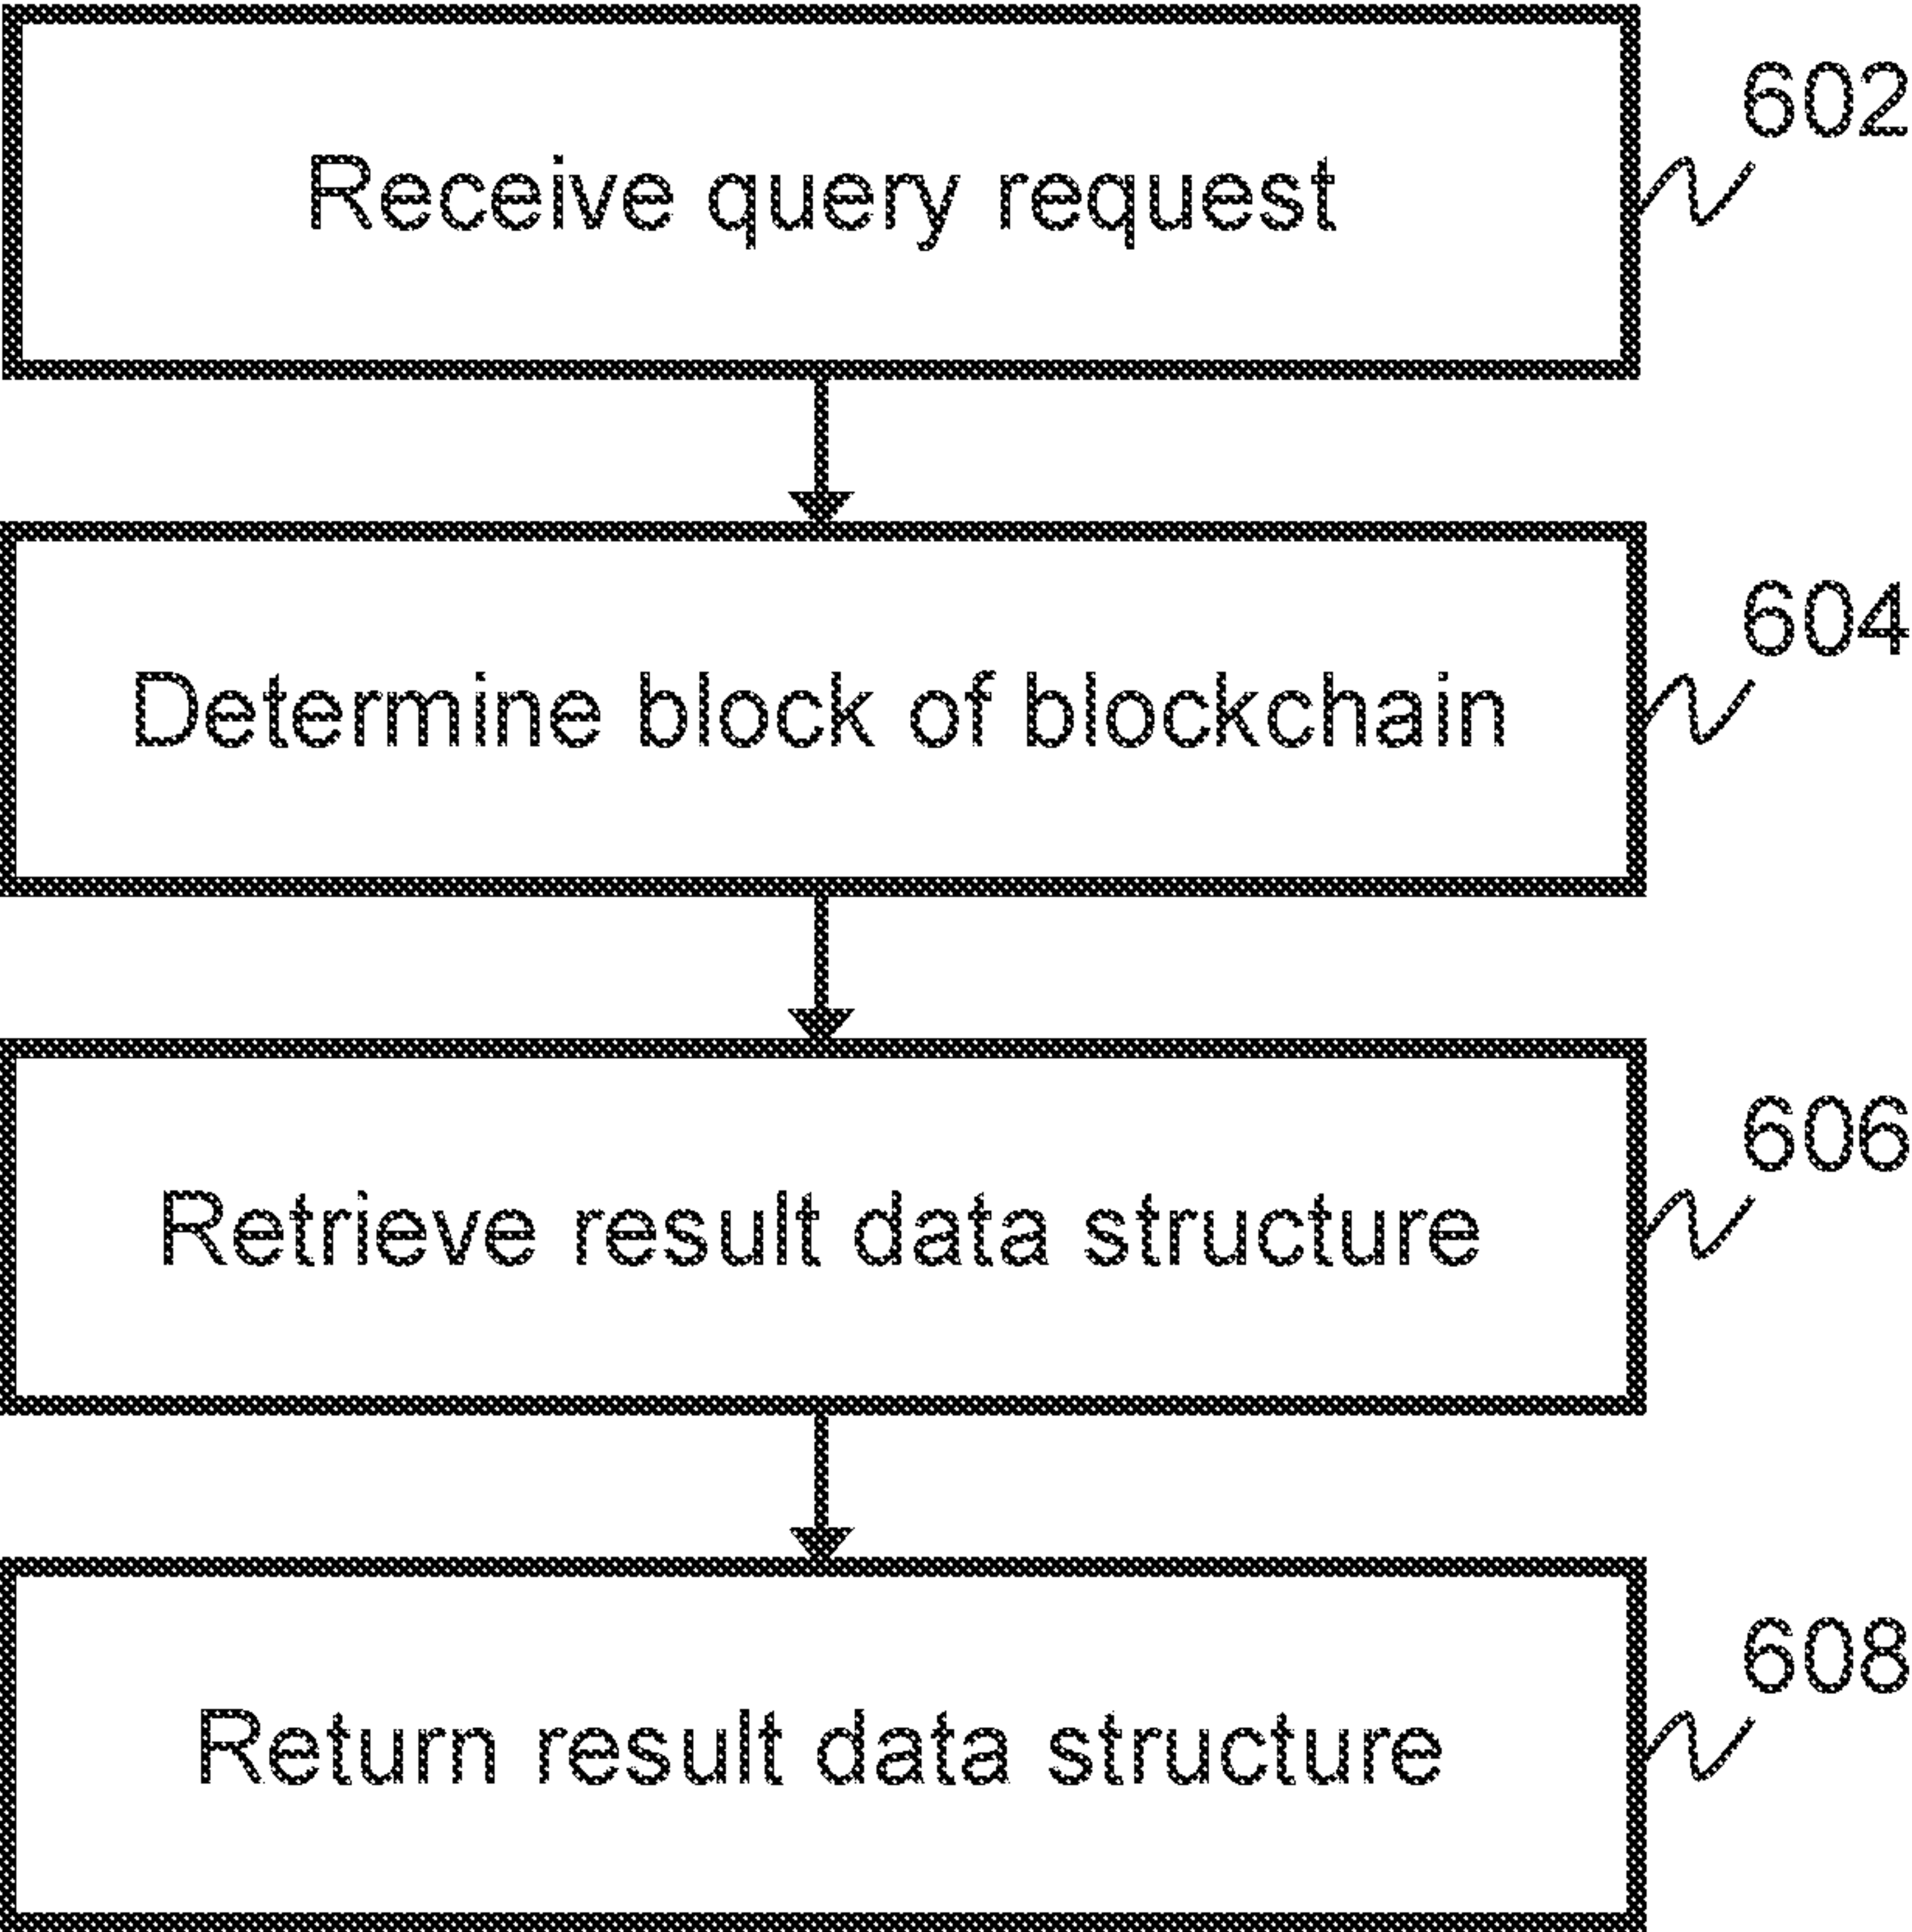 602
Receive query request
604
Determine block of blockchain
606
Retrieve result data structure
608
Return result data structure